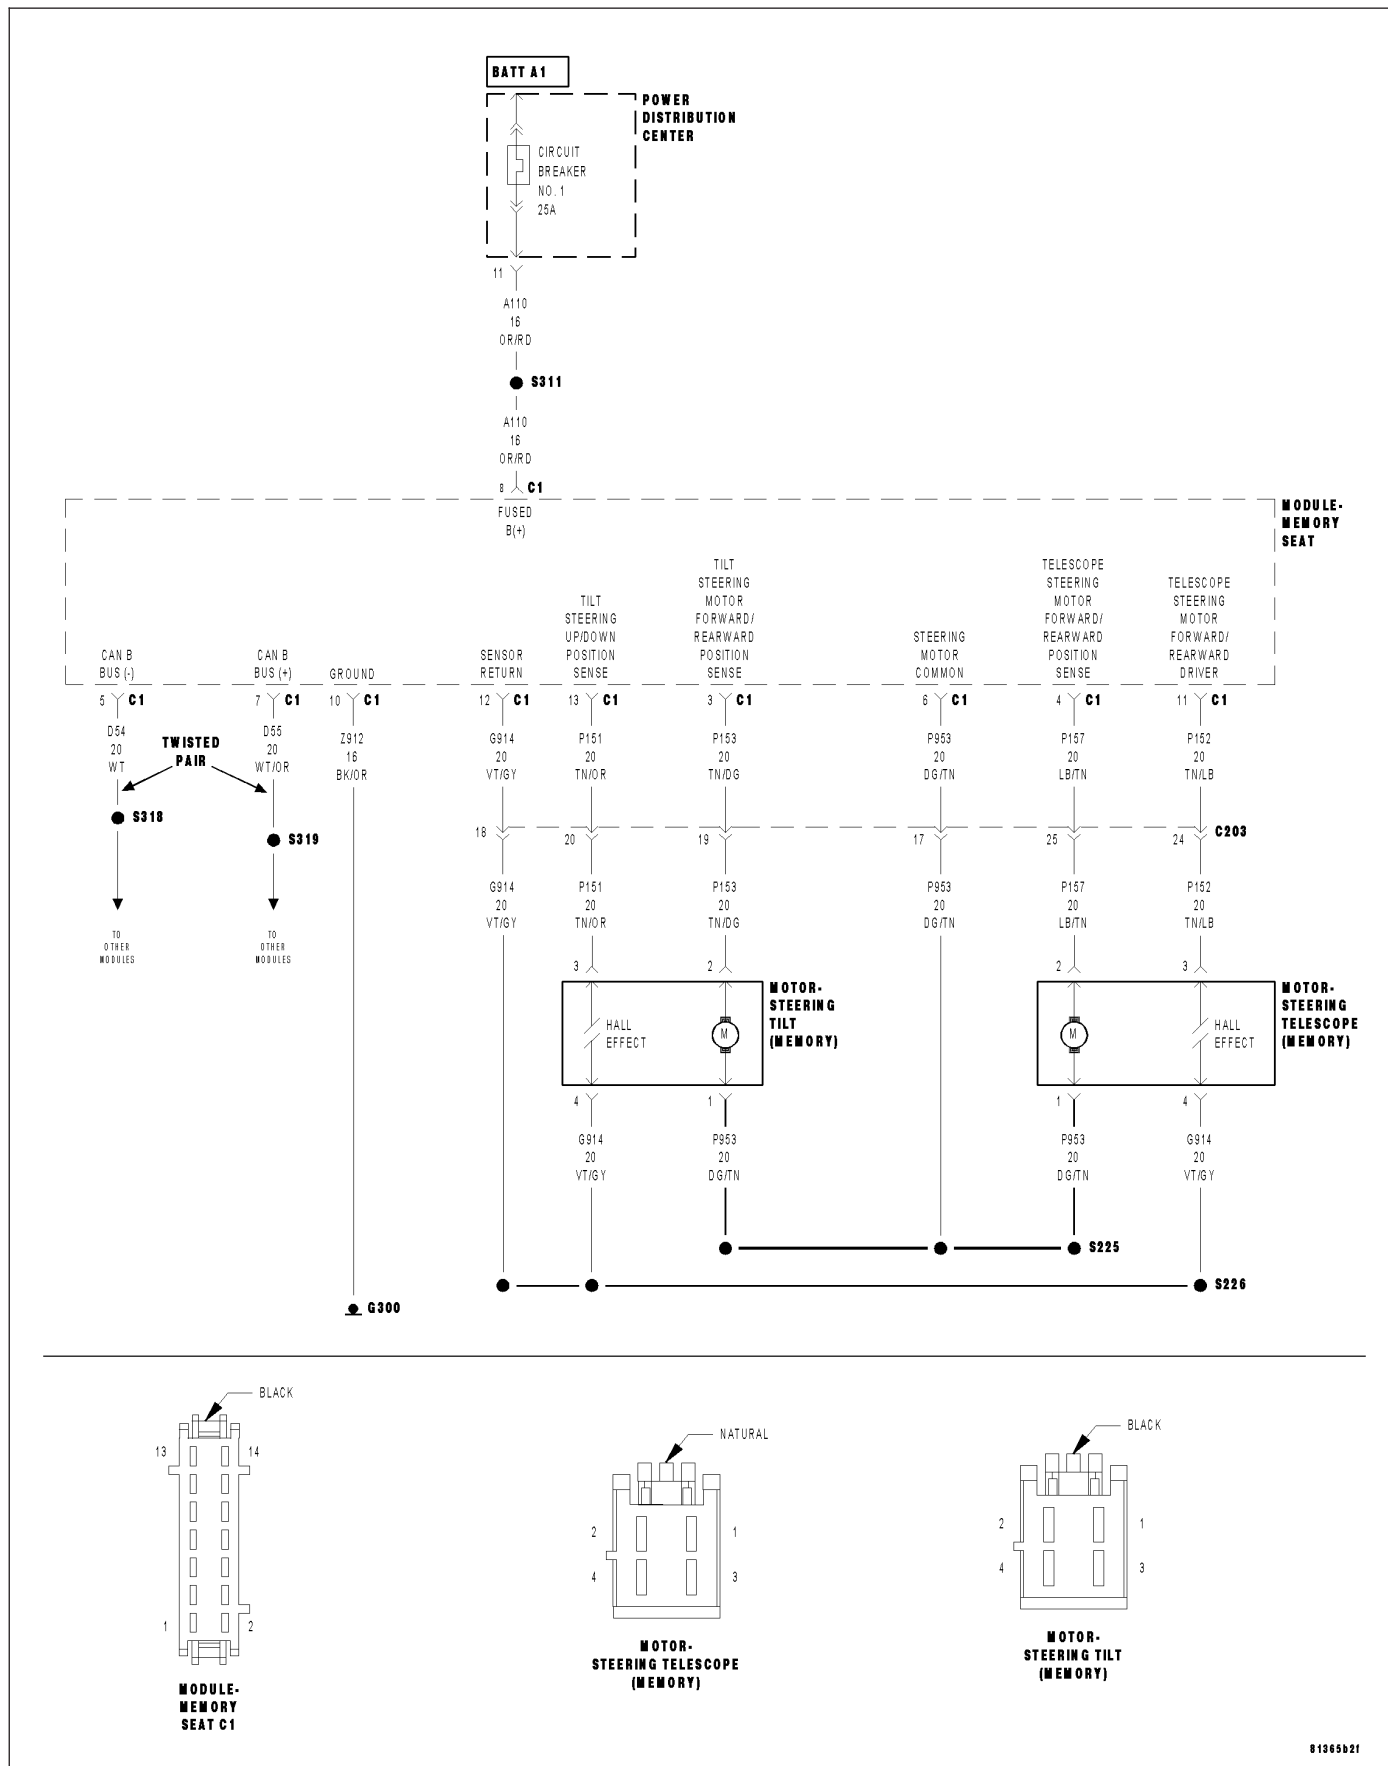 BATT A1
POWER
DISTRIBUTION
CENTER
CIRCUIT
BREAKER
NO. 1
25A
11
A110
16
OR/RD
S311
A110
16
OR/RD
8 C1
FUSED
B(+)
MODULE-
MEMORY
SEAT
CAN B
BUS (-)
CAN B
BUS (+)
GROUND
SENSOR
RETURN
TILT
STEERING
UP/DOWN
POSITION
SENSE
TILT
STEERING
MOTOR
FORWARD/
REARWARD
POSITION
SENSE
STEERING
MOTOR
COMMON
TELESCOPE
STEERING
MOTOR
FORWARD/
REARWARD
POSITION
SENSE
TELESCOPE
STEERING
MOTOR
FORWARD/
REARWARD
DRIVER
5 C1
7 C1
10 C1
12 C1
13 C1
3 C1
6 C1
4 C1
11 C1
D54
20
WT
TWISTED
PAIR
D55
20
WT/OR
Z912
16
BK/OR
G914
20
VT/GY
P151
20
TN/OR
P153
20
TN/DG
P953
20
DG/TN
P157
20
LB/TN
P152
20
TN/LB
S318
S319
18
20
19
17
25
24
C203
TO
OTHER
MODULES
TO
OTHER
MODULES
G914
20
VT/GY
P151
20
TN/OR
P153
20
TN/DG
P953
20
DG/TN
P157
20
LB/TN
P152
20
TN/LB
3
2
2
3
HALL
EFFECT
M
MOTOR-
STEERING
TILT
(MEMORY)
M
HALL
EFFECT
MOTOR-
STEERING
TELESCOPE
(MEMORY)
4
1
1
4
G914
20
VT/GY
P953
20
DG/TN
P953
20
DG/TN
G914
20
VT/GY
S225
S226
G300
BLACK
13
14
1
2
MODULE-
MEMORY
SEAT C1
NATURAL
2
1
4
3
MOTOR-
STEERING TELESCOPE
(MEMORY)
BLACK
2
1
4
3
MOTOR-
STEERING TILT
(MEMORY)
81365b2f